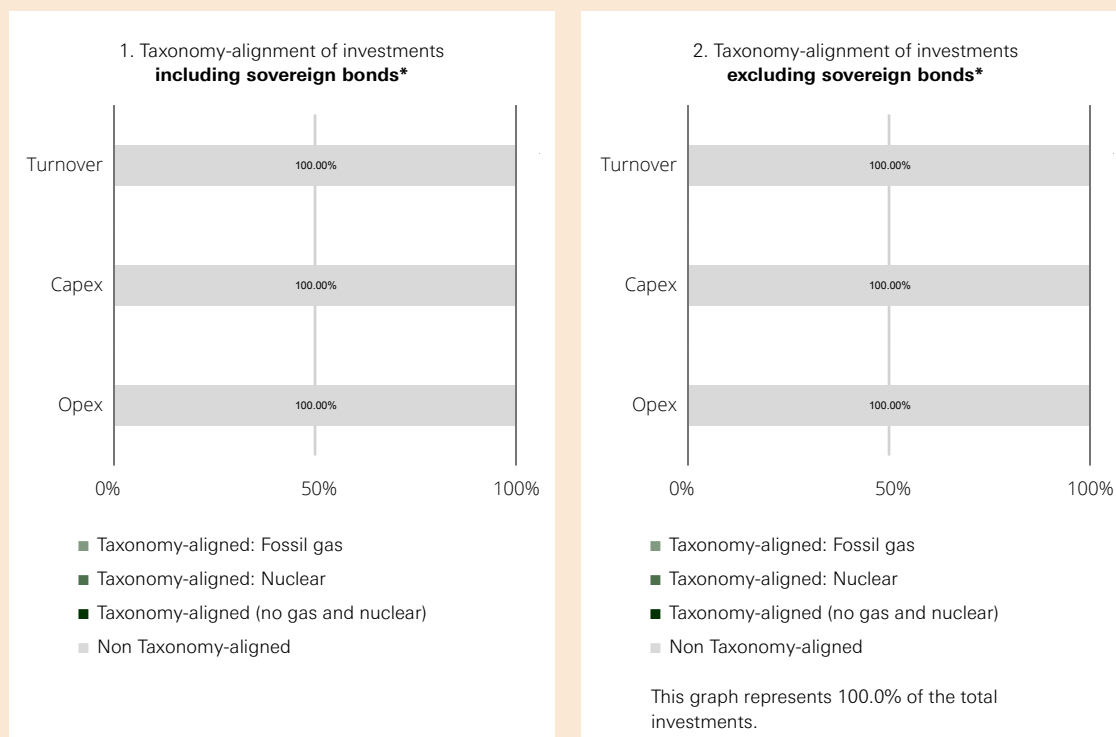 1. Taxonomy-alignment of investments
including sovereign bonds*
Turnover
100.00%
Capex
100.00%
Opex
100.00%
0% 50% 100%
Taxonomy-aligned: Fossil gas
Taxonomy-aligned: Nuclear
Taxonomy-aligned (no gas and nuclear)
Non Taxonomy-aligned
2. Taxonomy-alignment of investments
excluding sovereign bonds*
Turnover
100.00%
Capex
100.00%
Opex
100.00%
0% 50% 100%
Taxonomy-aligned: Fossil gas
Taxonomy-aligned: Nuclear
Taxonomy-aligned (no gas and nuclear)
Non Taxonomy-aligned
This graph represents 100.0% of the total
investments.